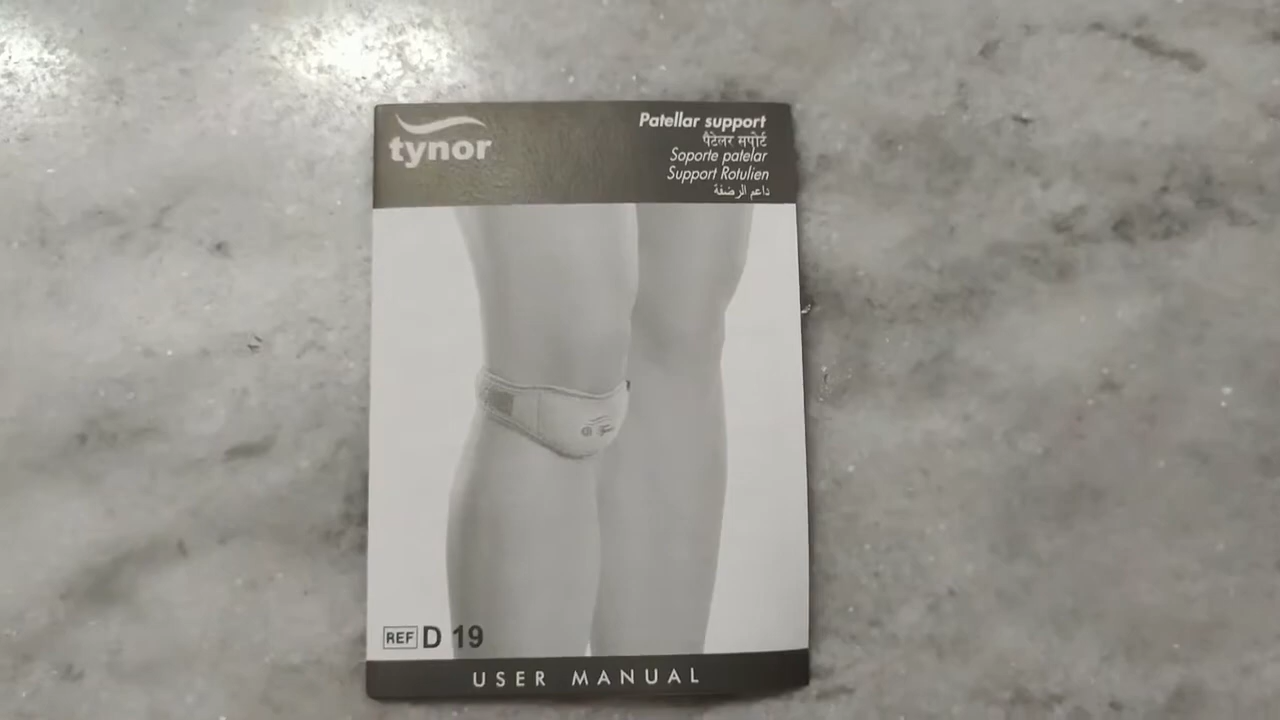 tynor
Patellar support
पैटेलर सपोर्ट
Soporte patelar
Support Rotulien
داعم الرضفة
REF D 19
USER MANUAL